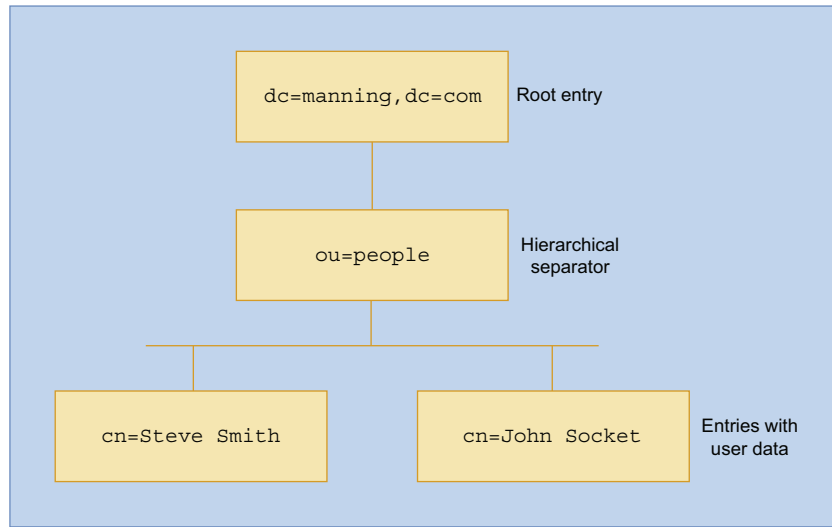 dc=manning,dc=com
Root entry
ou=people
Hierarchical
separator
cn=Steve Smith
cn=John Socket
Entries with
user data